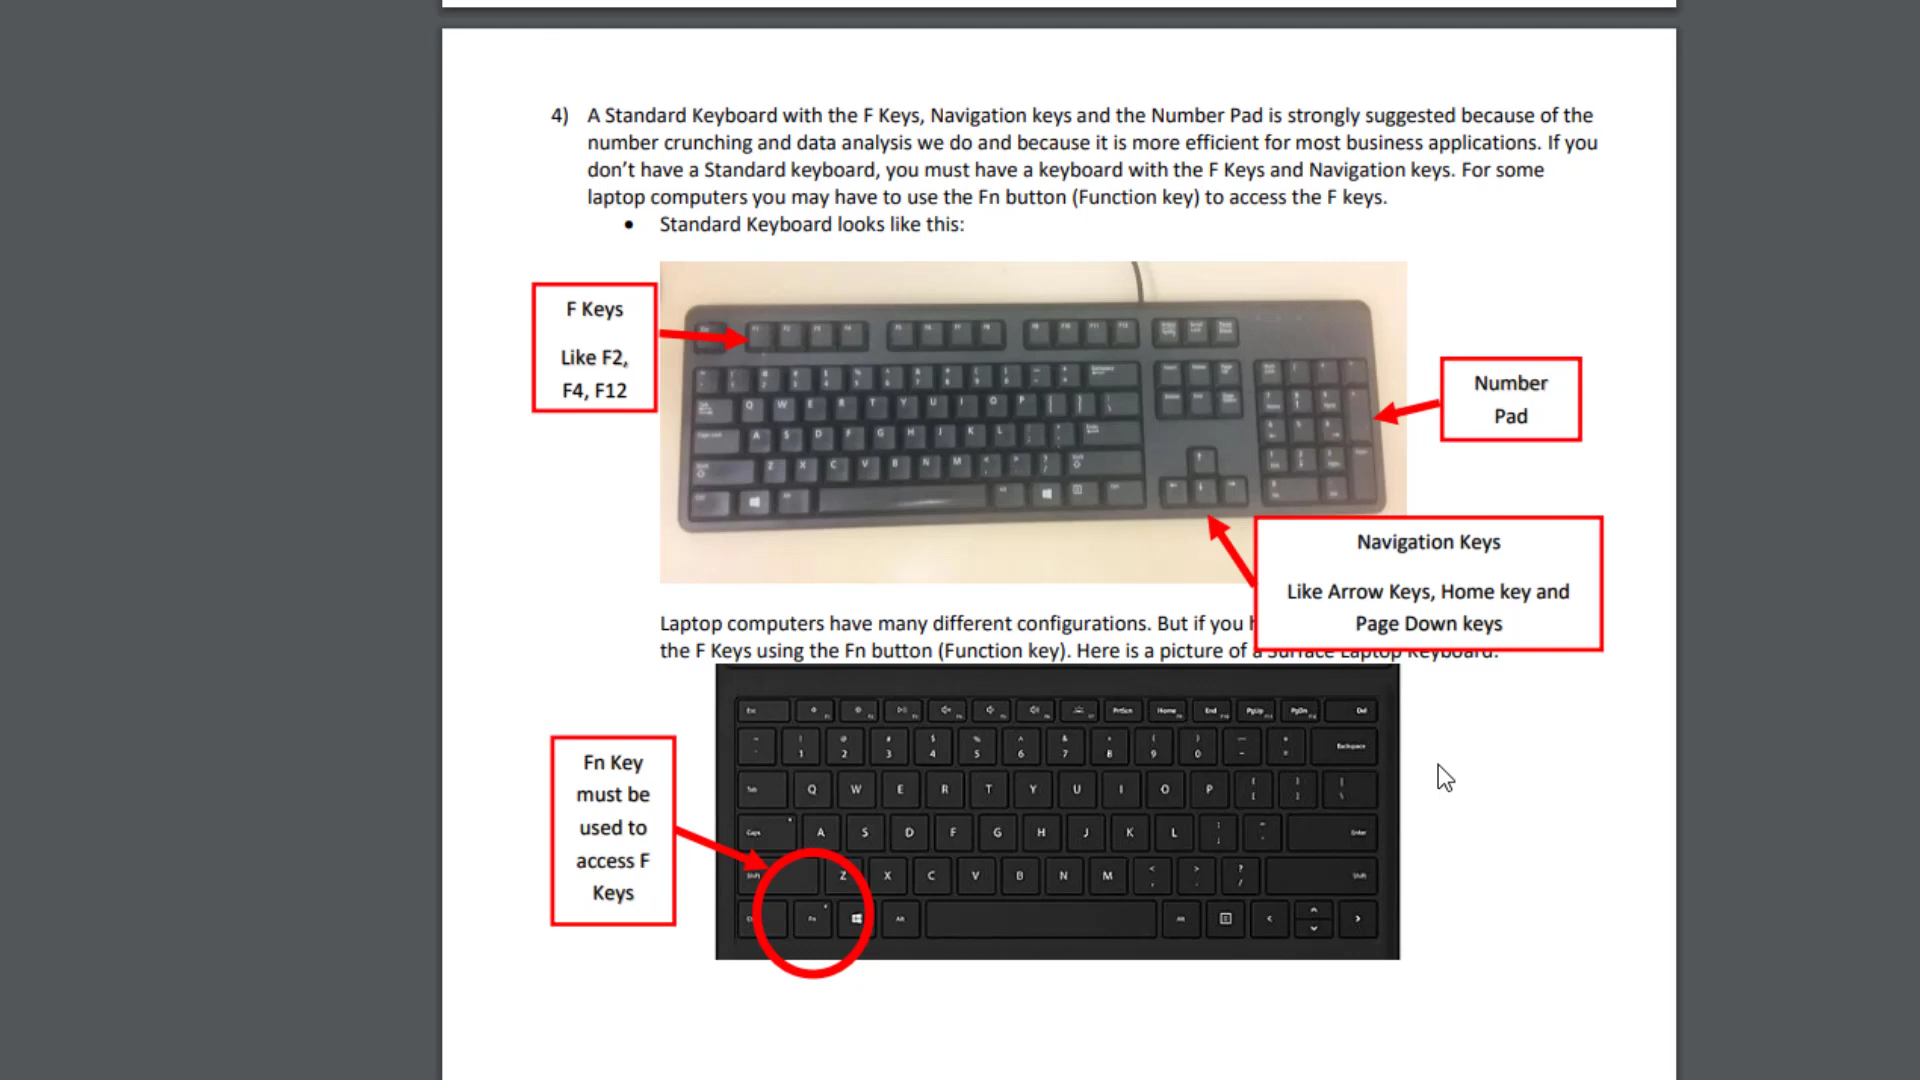 4) A Standard Keyboard with the F Keys, Navigation keys and the Number Pad is strongly suggested because of the
number crunching and data analysis we do and because it is more efficient for most business applications. If you
don't have a Standard keyboard, you must have a keyboard with the F Keys and Navigation keys. For some
laptop computers you may have to use the Fn button (Function key) to access the F keys.
• Standard Keyboard looks like this:
F Keys
Like F2,
F4, F12
Number
Pad
Navigation Keys
Like Arrow Keys, Home key and
Page Down keys
Laptop computers have many different configurations. But if you
the F Keys using the Fn button (Function key). Here is a picture of a Surface Laptop Keyboard:
Fn Key
must be
used to
access F
Keys
Esc PrtScn Home End PgUp PgDn Del
1 2 3 4 5 6 7 8 9 0 - = Backspace
Tab Q W E R T Y U I O P [ ] \
Caps A S D F G H J K L ; Enter
Shift Z X C V B N M < , > . ? / Shift
Fn Alt Alt